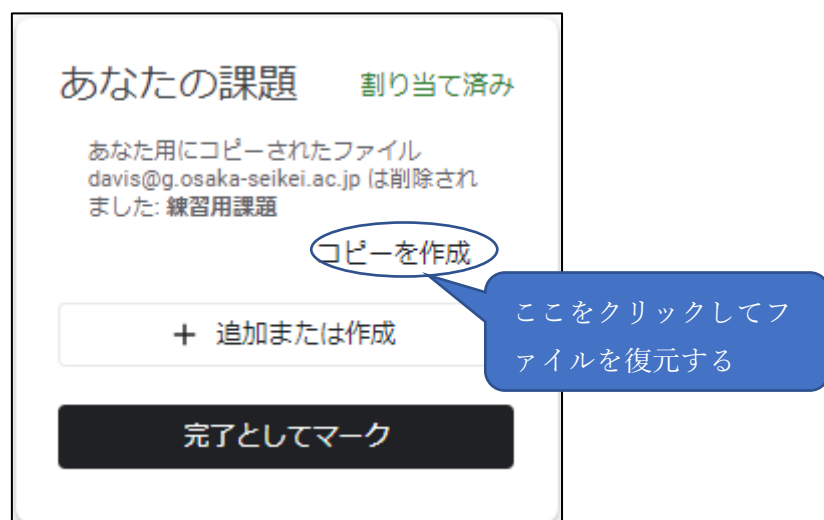 あなたの課題 割り当て済み
あなた用にコピーされたファイル
davis@g.osaka-seikei.ac.jp は削除され
ました: 練習用課題
コピーを作成
ここをクリックしてフ
ァイルを復元する
+ 追加または作成
完了としてマーク